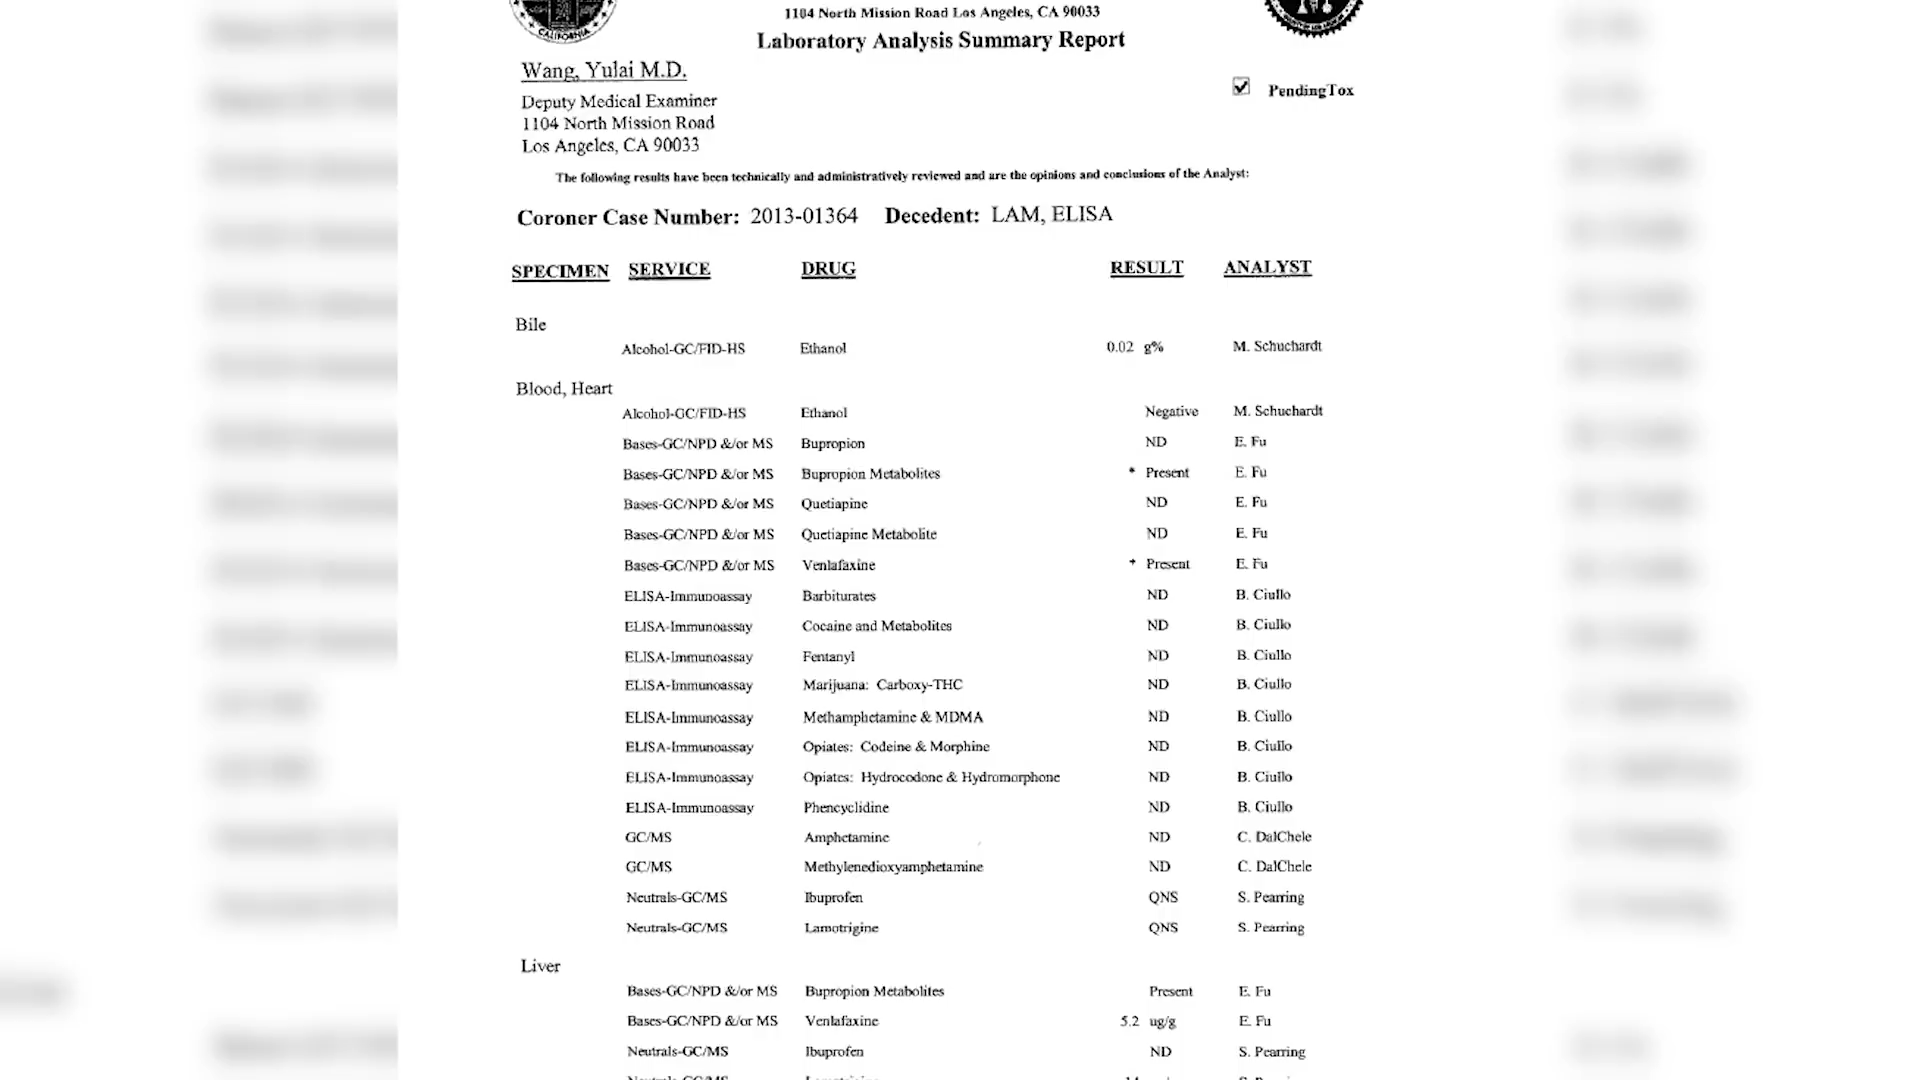 CALIFORNIA
1104 North Mission Road Los Angeles, CA 90033
Laboratory Analysis Summary Report
Wang, Yulai M.D.
PendingTox
Deputy Medical Examiner
1104 North Mission Road
Los Angeles, CA 90033
The following results have been technically and administratively reviewed and are the opinions and conclusions of the Analyst:
Coroner Case Number: 2013-01364 Decedent: LAM, ELISA
SPECIMEN SERVICE DRUG RESULT ANALYST
Bile
Alcohol-GC/FID-HS Ethanol 0.02 g% M. Schuchardt
Blood, Heart
Alcohol-GC/FID-HS Ethanol Negative M. Schuchardt
Bases-GC/NPD &/or MS Bupropion ND E. Fu
Bases-GC/NPD &/or MS Bupropion Metabolites * Present E. Fu
Bases-GC/NPD &/or MS Quetiapine ND E. Fu
Bases-GC/NPD &/or MS Quetiapine Metabolite ND E. Fu
Bases-GC/NPD &/or MS Venlafaxine * Present E. Fu
ELISA-Immunoassay Barbiturates ND B. Ciullo
ELISA-Immunoassay Cocaine and Metabolites ND B. Ciullo
ELISA-Immunoassay Fentanyl ND B. Ciullo
ELISA-Immunoassay Marijuana: Carboxy-THC ND B. Ciullo
ELISA-Immunoassay Methamphetamine & MDMA ND B. Ciullo
ELISA-Immunoassay Opiates: Codeine & Morphine ND B. Ciullo
ELISA-Immunoassay Opiates: Hydrocodone & Hydromorphone ND B. Ciullo
ELISA-Immunoassay Phencyclidine ND B. Ciullo
GC/MS Amphetamine ND C. DalChele
GC/MS Methylenedioxyamphetamine ND C. DalChele
Neutrals-GC/MS Ibuprofen QNS S. Pearring
Neutrals-GC/MS Lamotrigine QNS S. Pearring
Liver
Bases-GC/NPD &/or MS Bupropion Metabolites Present E. Fu
Bases-GC/NPD &/or MS Venlafaxine 5.2 ug/g E. Fu
Neutrals-GC/MS Ibuprofen ND S. Pearring